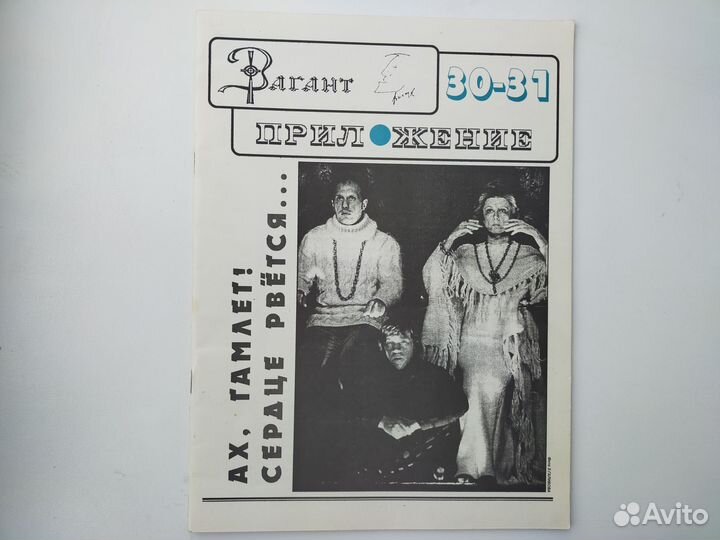 Вагант
30-31
ПРИЛОЖЕНИЕ
АХ, ГАМЛЕТ!
СЕРДЦЕ РВЁТСЯ...
Avito